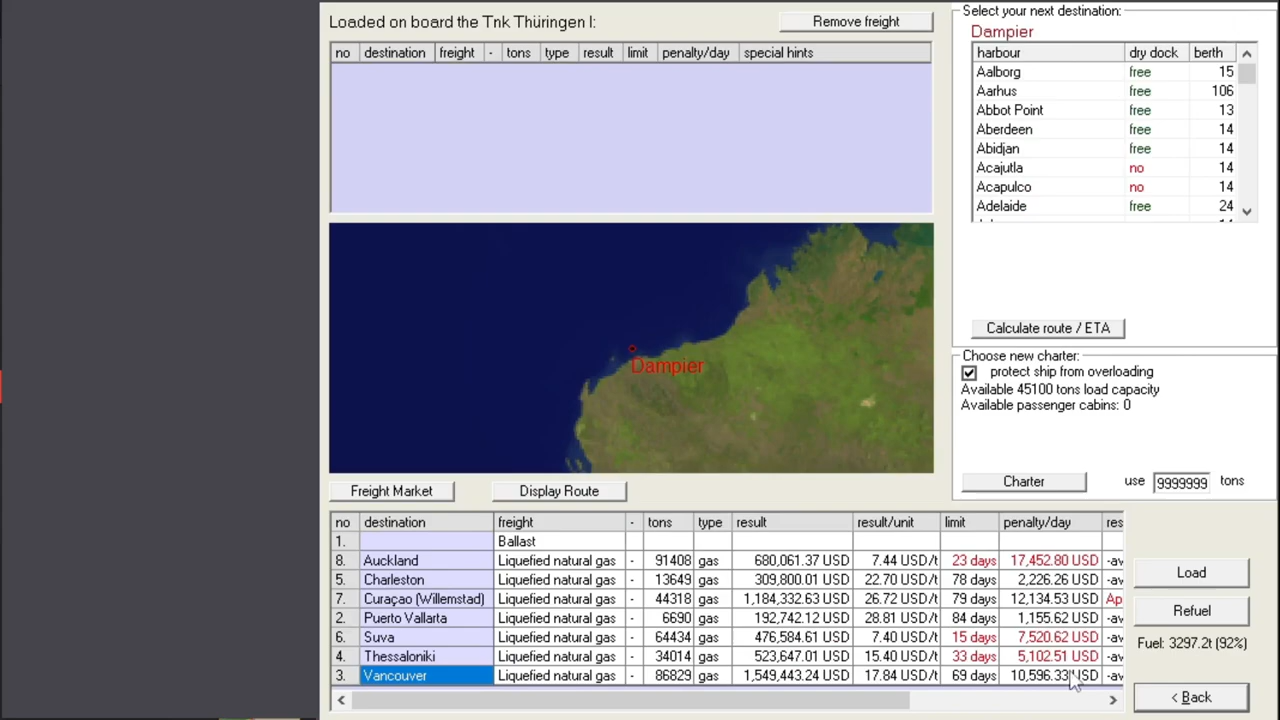 Loaded on board the Tnk Thüringen I:
Remove freight
no destination freight - tons type result limit penalty/day special hints
Select your next destination:
Dampier
harbour dry dock berth
Aalborg free 15
Aarhus free 106
Abbot Point free 13
Aberdeen free 14
Abidjan free 14
Acajutla no 14
Acapulco no 14
Adelaide free 24
Calculate route / ETA
Dampier
Choose new charter:
protect ship from overloading
Available 45100 tons load capacity
Available passenger cabins: 0
Charter use 9999999 tons
Freight Market Display Route
no destination freight - tons type result result/unit limit penalty/day res
1. Ballast
8. Auckland Liquefied natural gas - 91408 gas 680,061.37 USD 7.44 USD/t 23 days 17,452.80 USD -av
5. Charleston Liquefied natural gas - 13649 gas 309,800.01 USD 22.70 USD/t 78 days 2,226.26 USD -av
7. Curaçao (Willemstad) Liquefied natural gas - 44318 gas 1,184,332.63 USD 26.72 USD/t 79 days 12,134.53 USD Ap
2. Puerto Vallarta Liquefied natural gas - 6690 gas 192,742.12 USD 28.81 USD/t 84 days 1,155.62 USD -av
6. Suva Liquefied natural gas - 64434 gas 476,584.61 USD 7.40 USD/t 15 days 7,520.62 USD -av
4. Thessaloniki Liquefied natural gas - 34014 gas 523,647.01 USD 15.40 USD/t 33 days 5,102.51 USD -av
3. Vancouver Liquefied natural gas - 86829 gas 1,549,443.24 USD 17.84 USD/t 69 days 10,596.33 USD -av
Load
Refuel
Fuel: 3297.2t (92%)
< Back